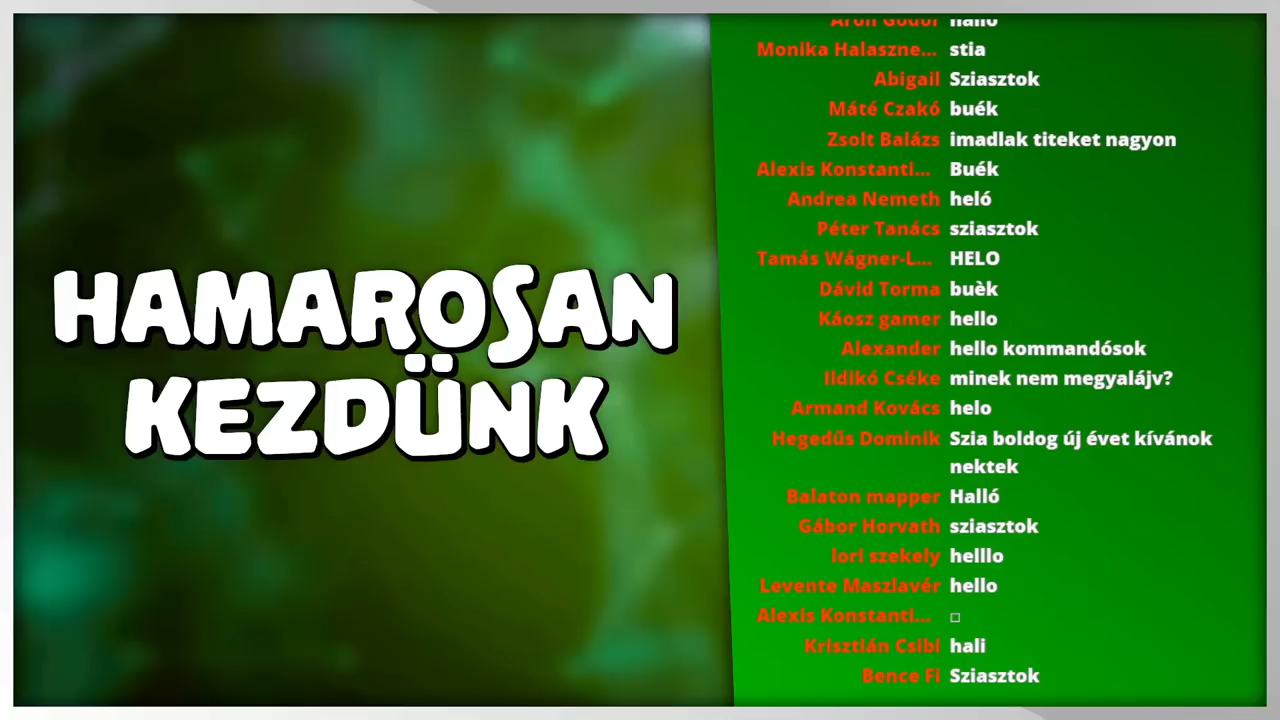 HAMAROSAN
KEZDÜNK
Áron Godor hallo
Monika Halaszne... stia
Abigail Sziasztok
Máté Czakó buék
Zsolt Balázs imadlak titeket nagyon
Alexis Konstanti... Buék
Andrea Nemeth heló
Péter Tanács sziasztok
Tamás Wágner-L... HELO
Dávid Torma buèk
Káosz gamer hello
Alexander hello kommandósok
Ildikó Cséke minek nem megyalájv?
Armand Kovács helo
Hegedűs Dominik Szia boldog új évet kívánok
nektek
Balaton mapper Halló
Gábor Horvath sziasztok
lori szekely helllo
Levente Maszlavér hello
Alexis Konstanti... □
Krisztián Csibi hali
Bence Fi Sziasztok